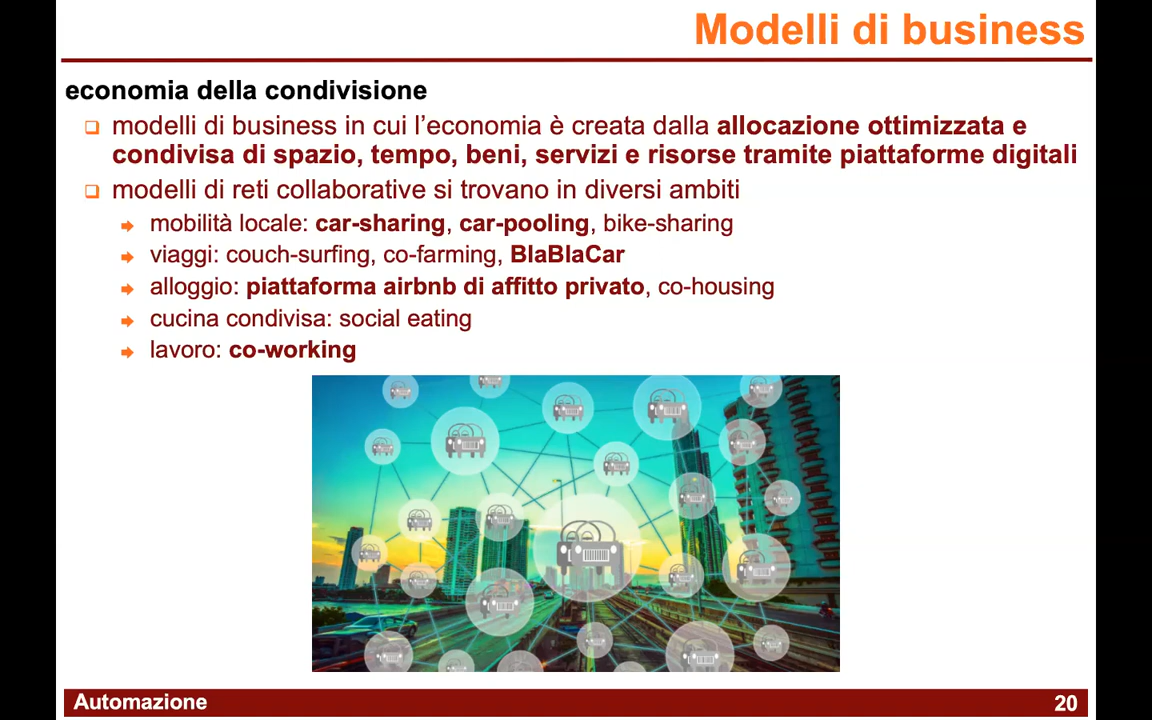 Modelli di business
economia della condivisione
modelli di business in cui l’economia è creata dalla allocazione ottimizzata e
condivisa di spazio, tempo, beni, servizi e risorse tramite piattaforme digitali
modelli di reti collaborative si trovano in diversi ambiti
mobilità locale: car-sharing, car-pooling, bike-sharing
viaggi: couch-surfing, co-farming, BlaBlaCar
alloggio: piattaforma airbnb di affitto privato, co-housing
cucina condivisa: social eating
lavoro: co-working
Automazione
20